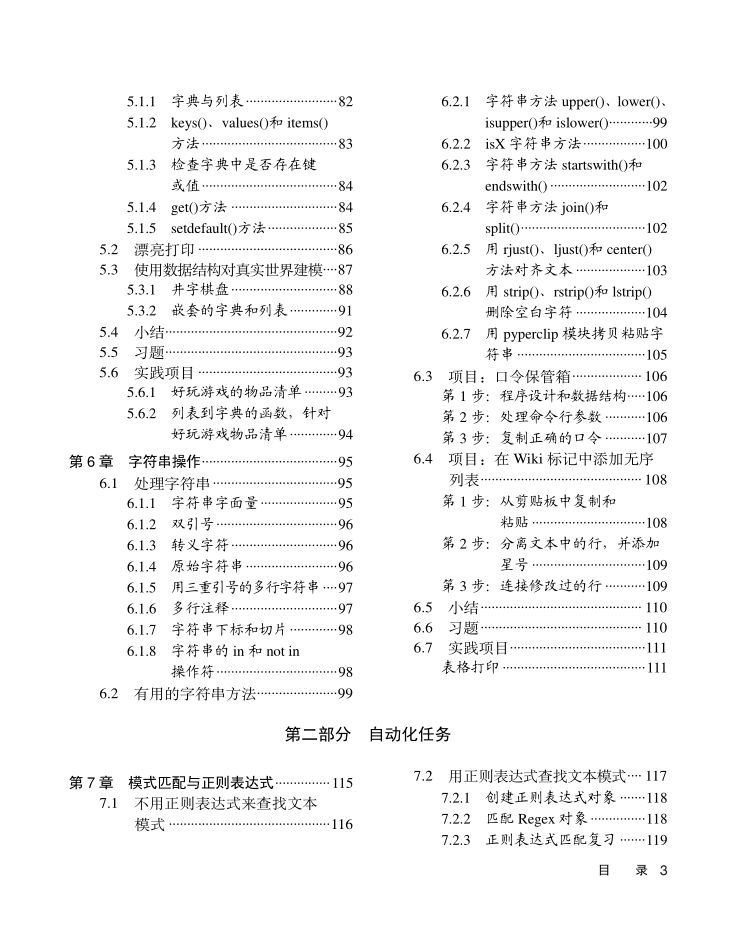 5.1.1 字典与列表························82
5.1.2 keys()、values()和 items()
方法···································83
5.1.3 检查字典中是否存在键
或值···································84
5.1.4 get()方法 ···························84
5.1.5 setdefault()方法··················85
5.2 漂亮打印····································86
5.3 使用数据结构对真实世界建模···87
5.3.1 井字棋盘····························88
5.3.2 嵌套的字典和列表············91
5.4 小结············································92
5.5 习题············································93
5.6 实践项目····································93
5.6.1 好玩游戏的物品清单·········93
5.6.2 列表到字典的函数，针对
好玩游戏物品清单············94
第 6 章 字符串操作···································95
6.1 处理字符串································95
6.1.1 字符串字面量····················95
6.1.2 双引号·······························96
6.1.3 转义字符····························96
6.1.4 原始字符串························96
6.1.5 用三重引号的多行字符串····97
6.1.6 多行注释····························97
6.1.7 字符串下标和切片············98
6.1.8 字符串的 in 和 not in
操作符································98
6.2 有用的字符串方法·····················99
6.2.1 字符串方法 upper()、lower()、
isupper()和 islower()············99
6.2.2 isX 字符串方法················100
6.2.3 字符串方法 startswith()和
endswith()·························102
6.2.4 字符串方法 join()和
split()·································102
6.2.5 用 rjust()、ljust()和 center()
方法对齐文本··················103
6.2.6 用 strip()、rstrip()和 lstrip()
删除空白字符··················104
6.2.7 用 pyperclip 模块拷贝粘贴字
符串·································105
6.3 项目：口令保管箱··················106
第 1 步：程序设计和数据结构·····106
第 2 步：处理命令行参数···········106
第 3 步：复制正确的口令···········107
6.4 项目：在 Wiki 标记中添加无序
列表·········································108
第 1 步：从剪贴板中复制和
粘贴······························108
第 2 步：分离文本中的行，并添加
星号······························109
第 3 步：连接修改过的行···········109
6.5 小结·········································110
6.6 习题·········································110
6.7 实践项目··································111
表格打印·····································111
第二部分 自动化任务
第 7 章 模式匹配与正则表达式··············115
7.1 不用正则表达式来查找文本
模式·········································116
7.2 用正则表达式查找文本模式····117
7.2.1 创建正则表达式对象·······118
7.2.2 匹配 Regex 对象··············118
7.2.3 正则表达式匹配复习·······119
目 录 3